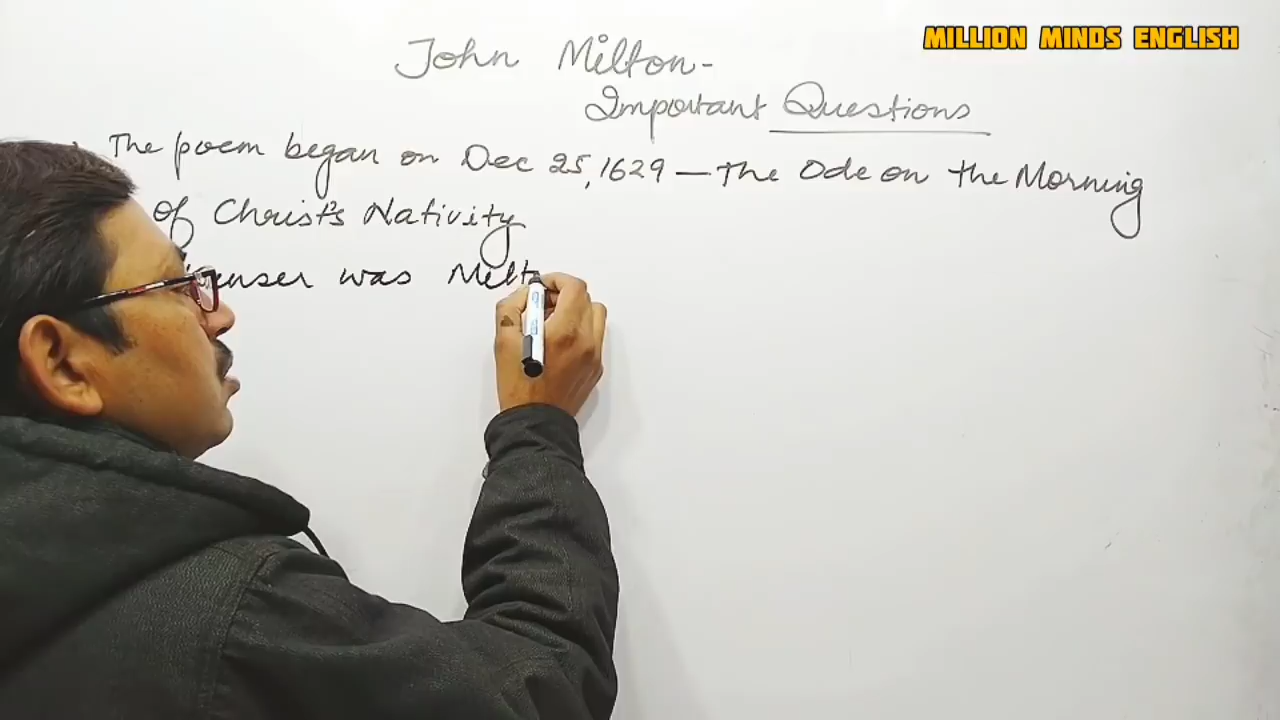 MILLION MINDS ENGLISH
John Milton-
Important Questions
The poem began on Dec 25, 1629 — The Ode on the Morning
of Christ's Nativity
was